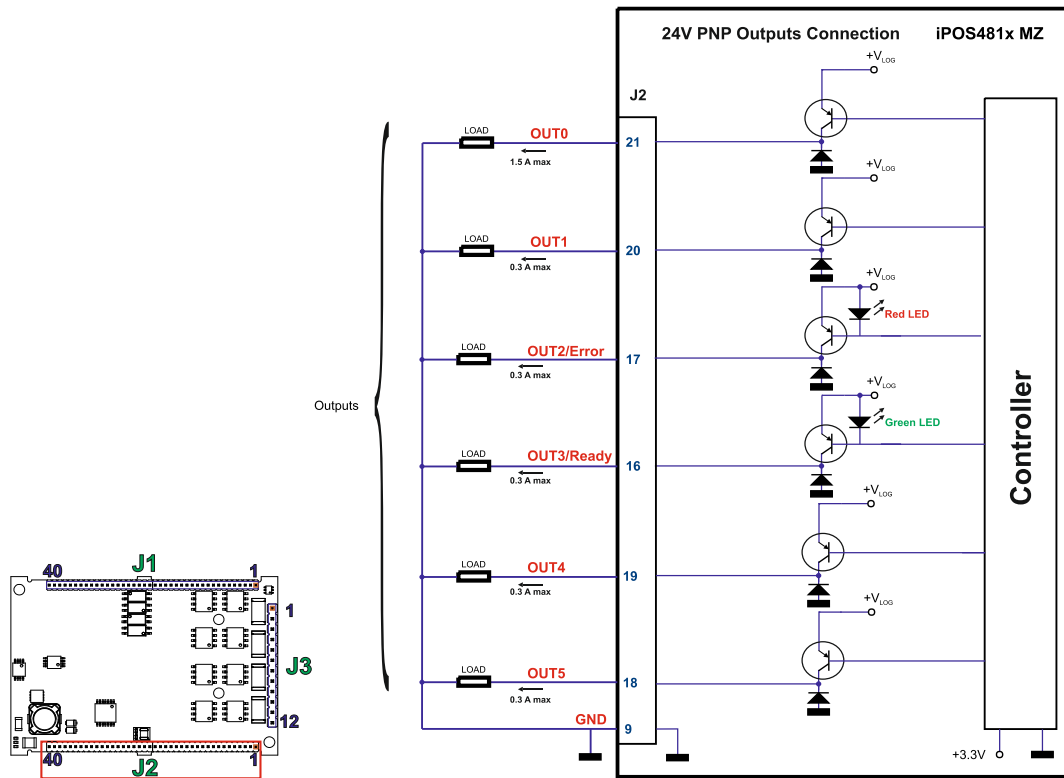 24V PNP Outputs Connection iPOS481x MZ
J2
+VLOG
LOAD OUT0 21
1.5 A max
+VLOG
LOAD OUT1 20
0.3 A max
+VLOG
Red LED
LOAD OUT2/Error 17
0.3 A max
+VLOG
Green LED
Outputs
LOAD OUT3/Ready 16
0.3 A max
+VLOG
LOAD OUT4 19
0.3 A max
+VLOG
LOAD OUT5 18
0.3 A max
GND 9
Controller
+3.3V
J1
40 1
1
J3
12
40 J2 1